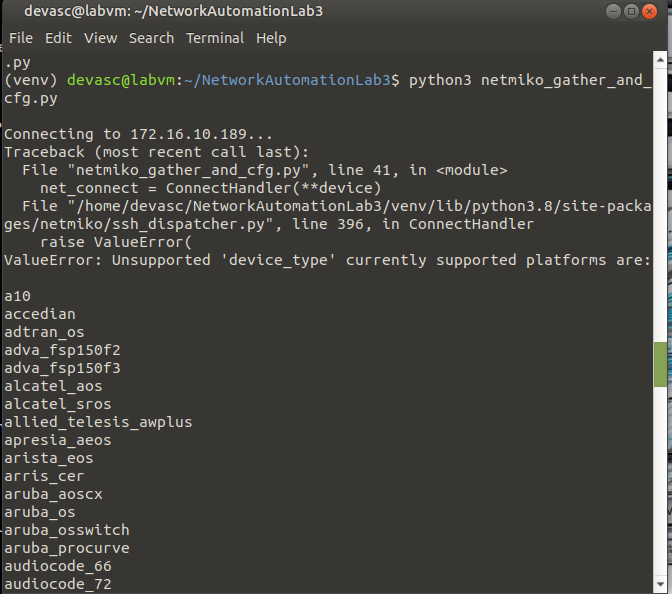 devasc@labvm: ~/NetworkAutomationLab3
File Edit View Search Terminal Help
.py
(venv) devasc@labvm:~/NetworkAutomationLab3$ python3 netmiko_gather_and_
cfg.py
Connecting to 172.16.10.189...
Traceback (most recent call last):
  File "netmiko_gather_and_cfg.py", line 41, in <module>
    net_connect = ConnectHandler(**device)
  File "/home/devasc/NetworkAutomationLab3/venv/lib/python3.8/site-packa
ges/netmiko/ssh_dispatcher.py", line 396, in ConnectHandler
    raise ValueError(
ValueError: Unsupported 'device_type' currently supported platforms are:
a10
accedian
adtran_os
adva_fsp150f2
adva_fsp150f3
alcatel_aos
alcatel_sros
allied_telesis_awplus
apresia_aeos
arista_eos
arris_cer
aruba_aoscx
aruba_os
aruba_osswitch
aruba_procurve
audiocode_66
audiocode_72